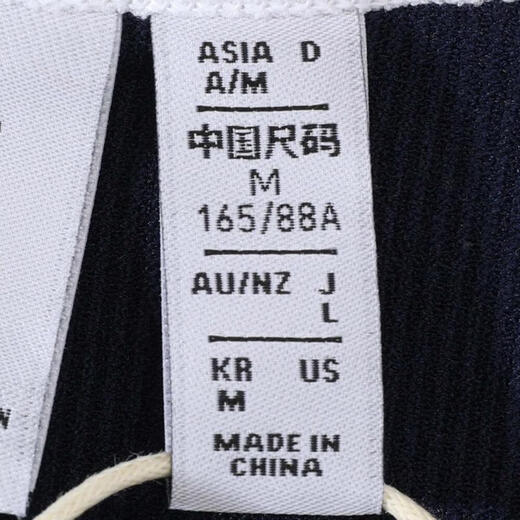 ASIA D
A/M
中国尺码
M
165/88A
AU/NZ J
L
KR US
M
MADE IN
CHINA